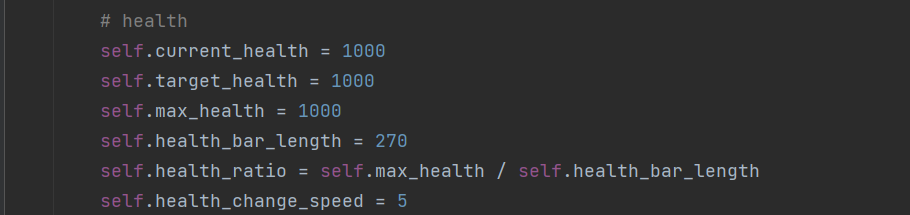 # health
self.current_health = 1000
self.target_health = 1000
self.max_health = 1000
self.health_bar_length = 270
self.health_ratio = self.max_health / self.health_bar_length
self.health_change_speed = 5